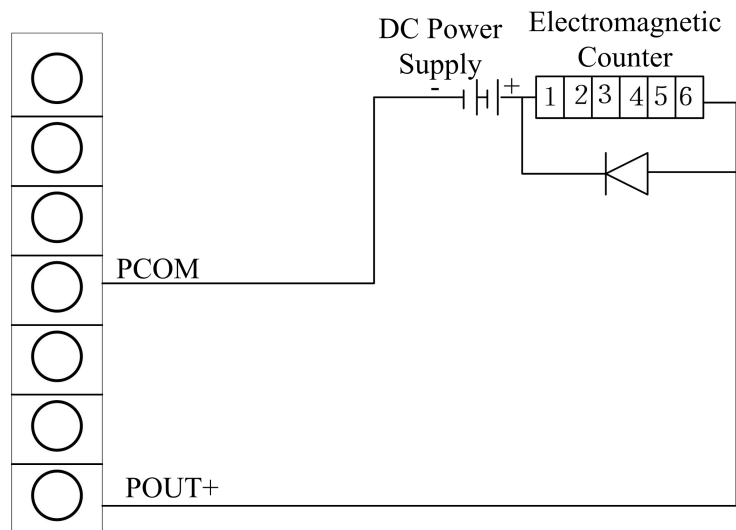 DC Power
Supply
Electromagnetic
Counter
- +
1 2 3 4 5 6
PCOM
POUT+